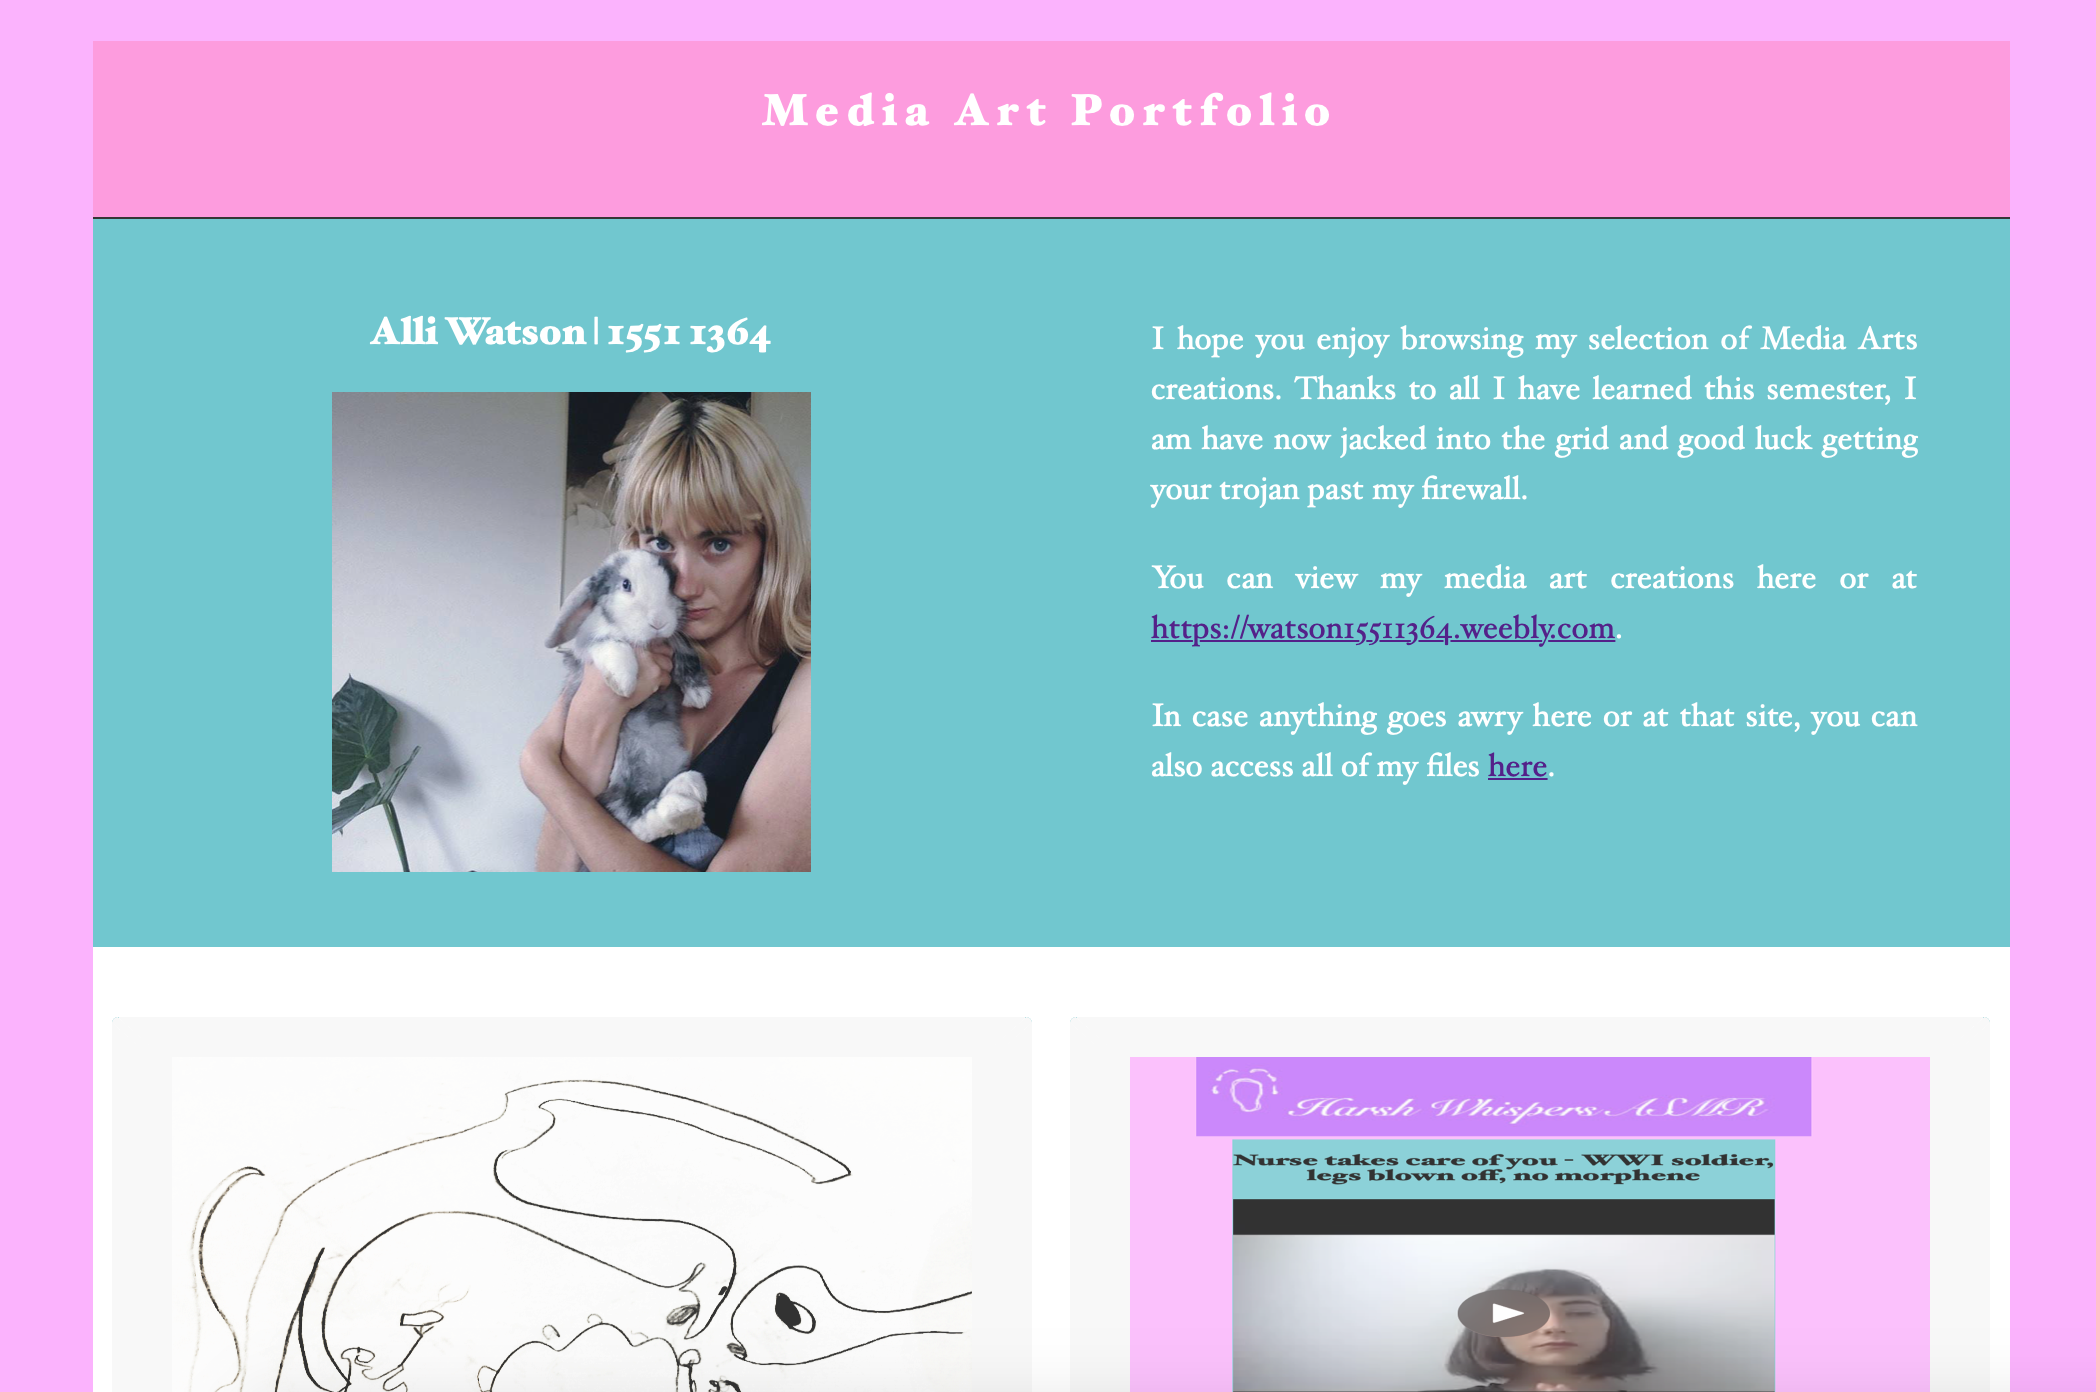 Media Art Portfolio
Alli Watson | 1551 1364
I hope you enjoy browsing my selection of Media Arts
creations. Thanks to all I have learned this semester, I
am have now jacked into the grid and good luck getting
your trojan past my firewall.
You can view my media art creations here or at
https://watson15511364.weebly.com.
In case anything goes awry here or at that site, you can
also access all of my files here.
Harsh Whispers ASMR
Nurse takes care of you - WWI soldier,
legs blown off, no morphene